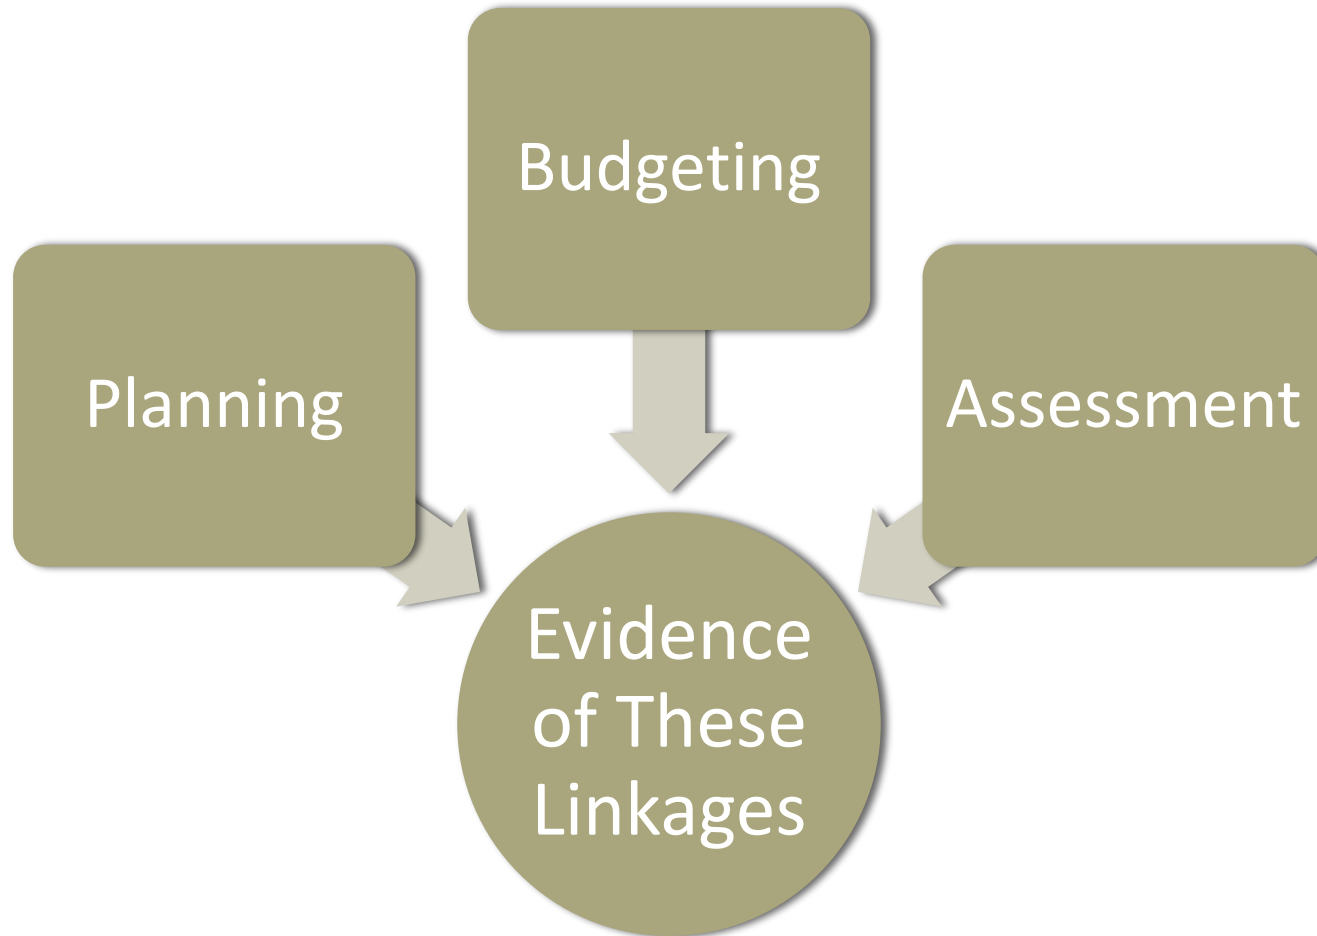 Budgeting
Planning
Assessment
Evidence
of These
Linkages